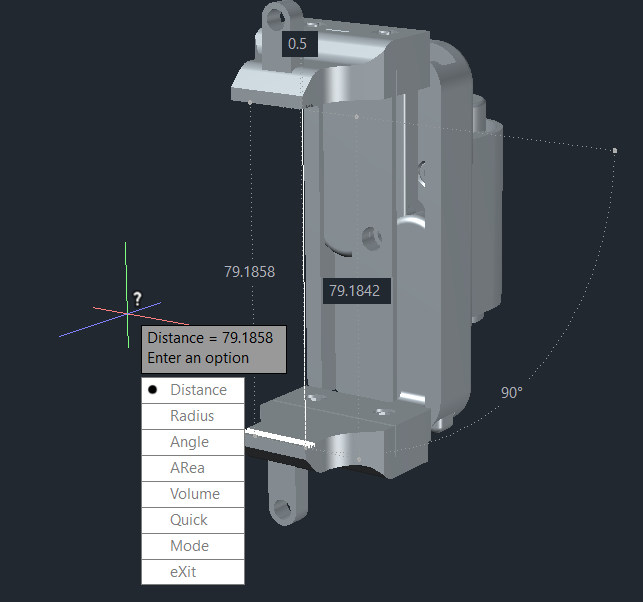 0.5
79.1858
79.1842
?
Distance = 79.1858
Enter an option
Distance
Radius
Angle
ARea
Volume
Quick
Mode
eXit
90°